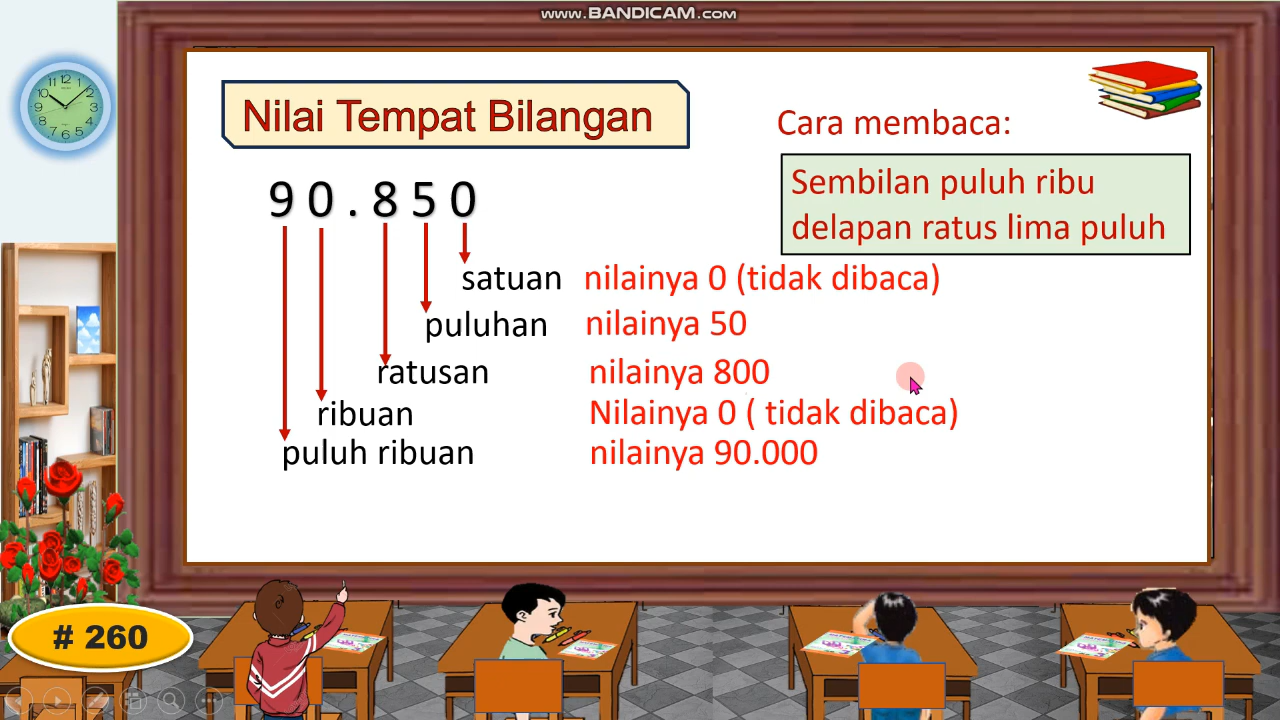 www.BANDICAM.com
Nilai Tempat Bilangan
Cara membaca:
Sembilan puluh ribu
delapan ratus lima puluh
90.850
satuan nilainya 0 (tidak dibaca)
puluhan nilainya 50
ratusan nilainya 800
ribuan Nilainya 0 ( tidak dibaca)
puluh ribuan nilainya 90.000
# 260